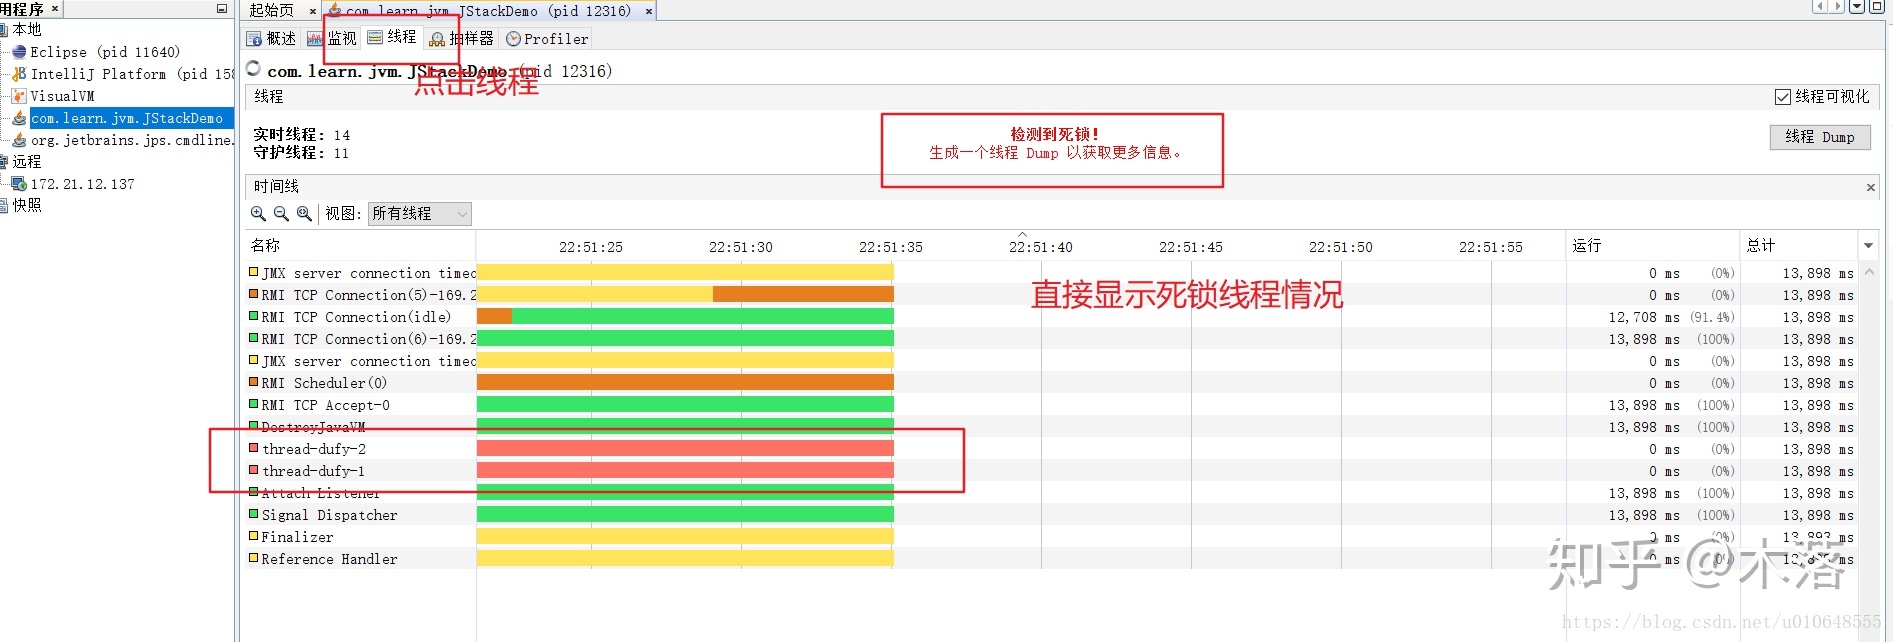 用程序
起始页
com.learn.jvm.JStackDemo (pid 12316)
本地
Eclipse (pid 11640)
IntelliJ Platform (pid 158
VisualVM
com.learn.jvm.JStackDemo
org.jetbrains.jps.cmdline.
远程
172.21.12.137
快照
概述 监视 线程 抽样器 Profiler
com.learn.jvm.JStackDemo (pid 12316)
点击线程
线程
线程可视化
实时线程: 14
守护线程: 11
检测到死锁!
生成一个线程 Dump 以获取更多信息。
线程 Dump
时间线
视图: 所有线程
名称 22:51:25 22:51:30 22:51:35 22:51:40 22:51:45 22:51:50 22:51:55 运行 总计
JMX server connection timeo 0 ms (0%) 13,898 ms
RMI TCP Connection(5)-169.2 0 ms (0%) 13,898 ms
直接显示死锁线程情况
RMI TCP Connection(idle) 12,708 ms (91.4%) 13,898 ms
RMI TCP Connection(6)-169.2 13,898 ms (100%) 13,898 ms
JMX server connection timeo 0 ms (0%) 13,898 ms
RMI Scheduler(0) 0 ms (0%) 13,898 ms
RMI TCP Accept-0 13,898 ms (100%) 13,898 ms
DestroyJavaVM 13,898 ms (100%) 13,898 ms
thread-dufy-2 0 ms (0%) 13,898 ms
thread-dufy-1 0 ms (0%) 13,898 ms
Attach Listener 13,898 ms (100%) 13,898 ms
Signal Dispatcher 13,898 ms (100%) 13,898 ms
Finalizer 0 ms (0%) 13,898 ms
Reference Handler 0 ms (0%) 13,898 ms
知乎 @木落
https://blog.csdn.net/u010648555